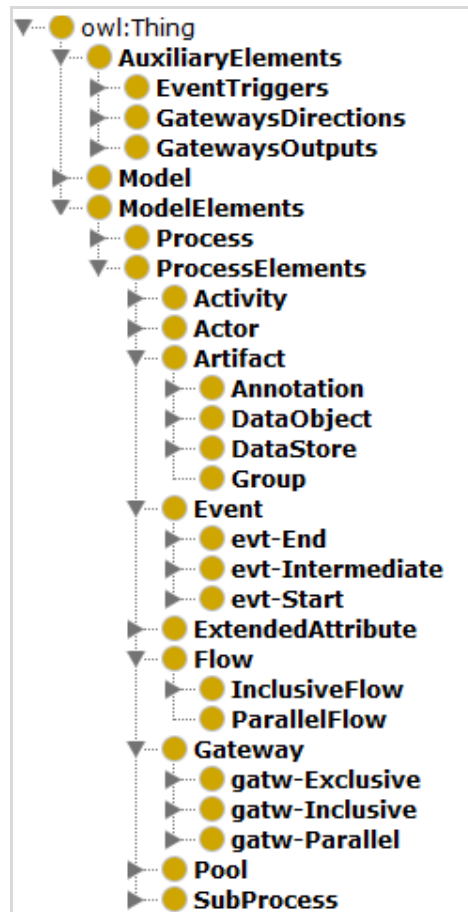 owl:Thing
AuxiliaryElements
EventTriggers
GatewaysDirections
GatewaysOutputs
Model
ModelElements
Process
ProcessElements
Activity
Actor
Artifact
Annotation
DataObject
DataStore
Group
Event
evt-End
evt-Intermediate
evt-Start
ExtendedAttribute
Flow
InclusiveFlow
ParallelFlow
Gateway
gatw-Exclusive
gatw-Inclusive
gatw-Parallel
Pool
SubProcess